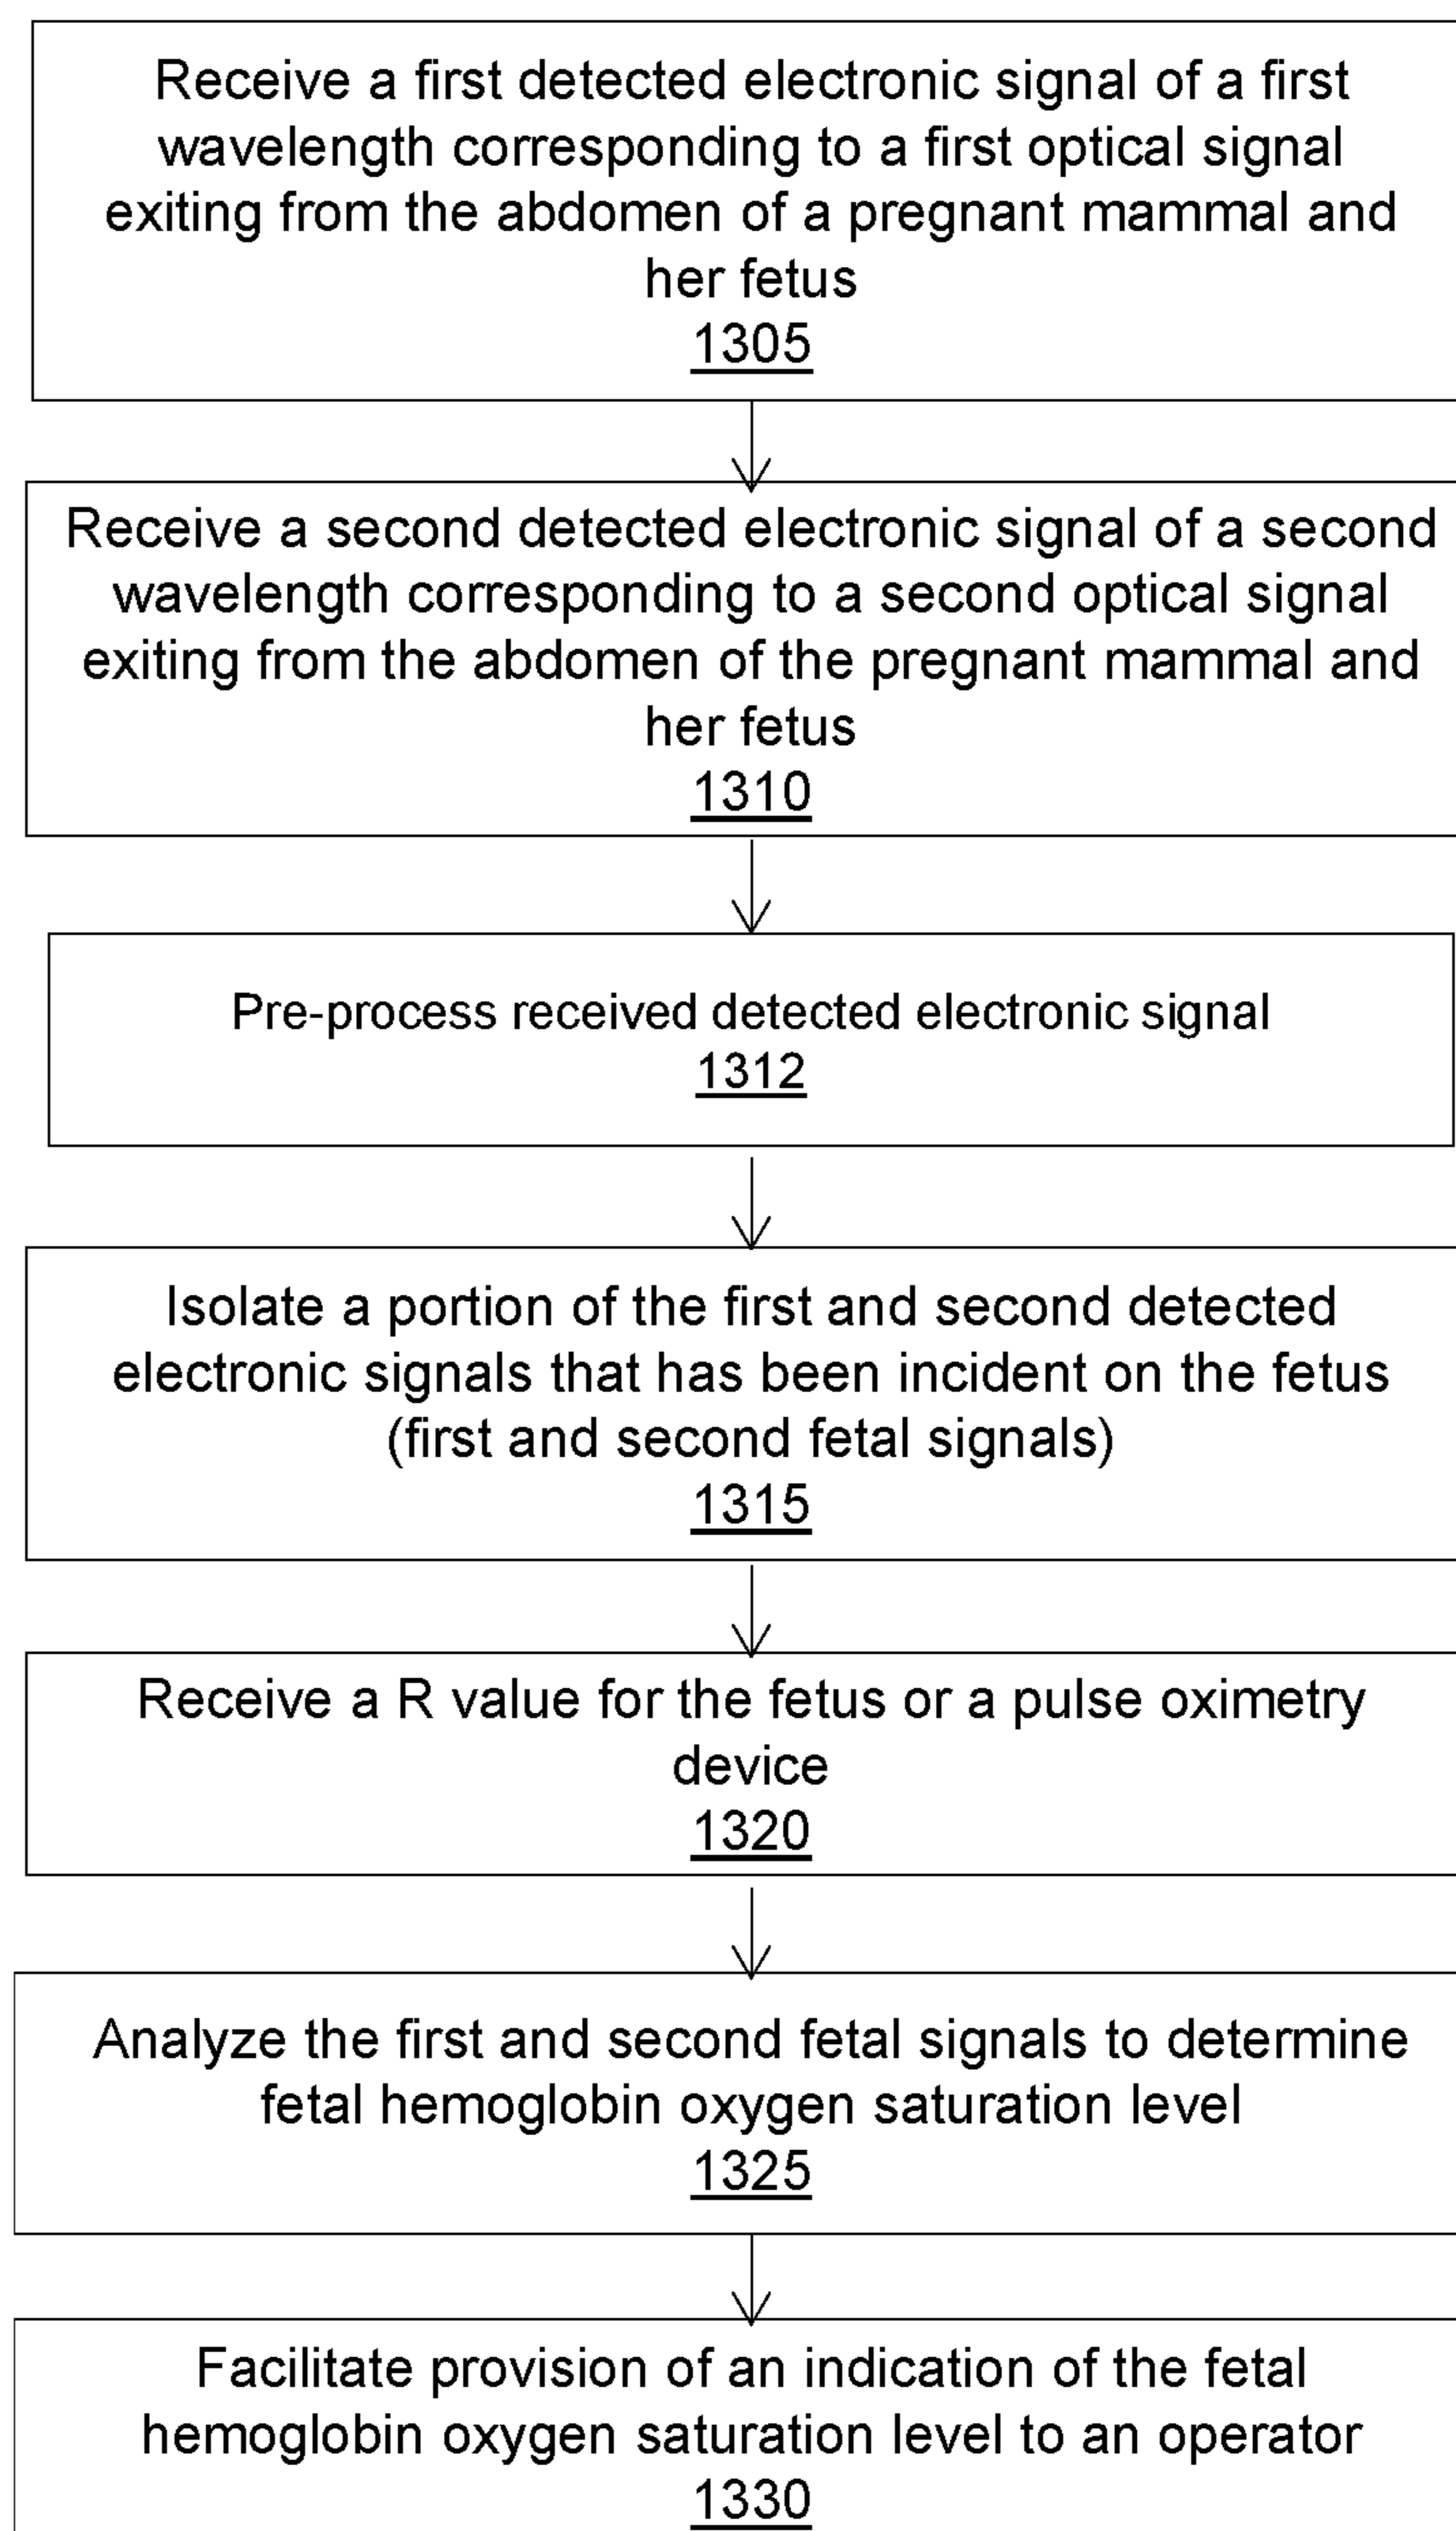 Receive a first detected electronic signal of a first
wavelength corresponding to a first optical signal
exiting from the abdomen of a pregnant mammal and
her fetus
1305
Receive a second detected electronic signal of a second
wavelength corresponding to a second optical signal
exiting from the abdomen of the pregnant mammal and
her fetus
1310
Pre-process received detected electronic signal
1312
Isolate a portion of the first and second detected
electronic signals that has been incident on the fetus
(first and second fetal signals)
1315
Receive a R value for the fetus or a pulse oximetry
device
1320
Analyze the first and second fetal signals to determine
fetal hemoglobin oxygen saturation level
1325
Facilitate provision of an indication of the fetal
hemoglobin oxygen saturation level to an operator
1330